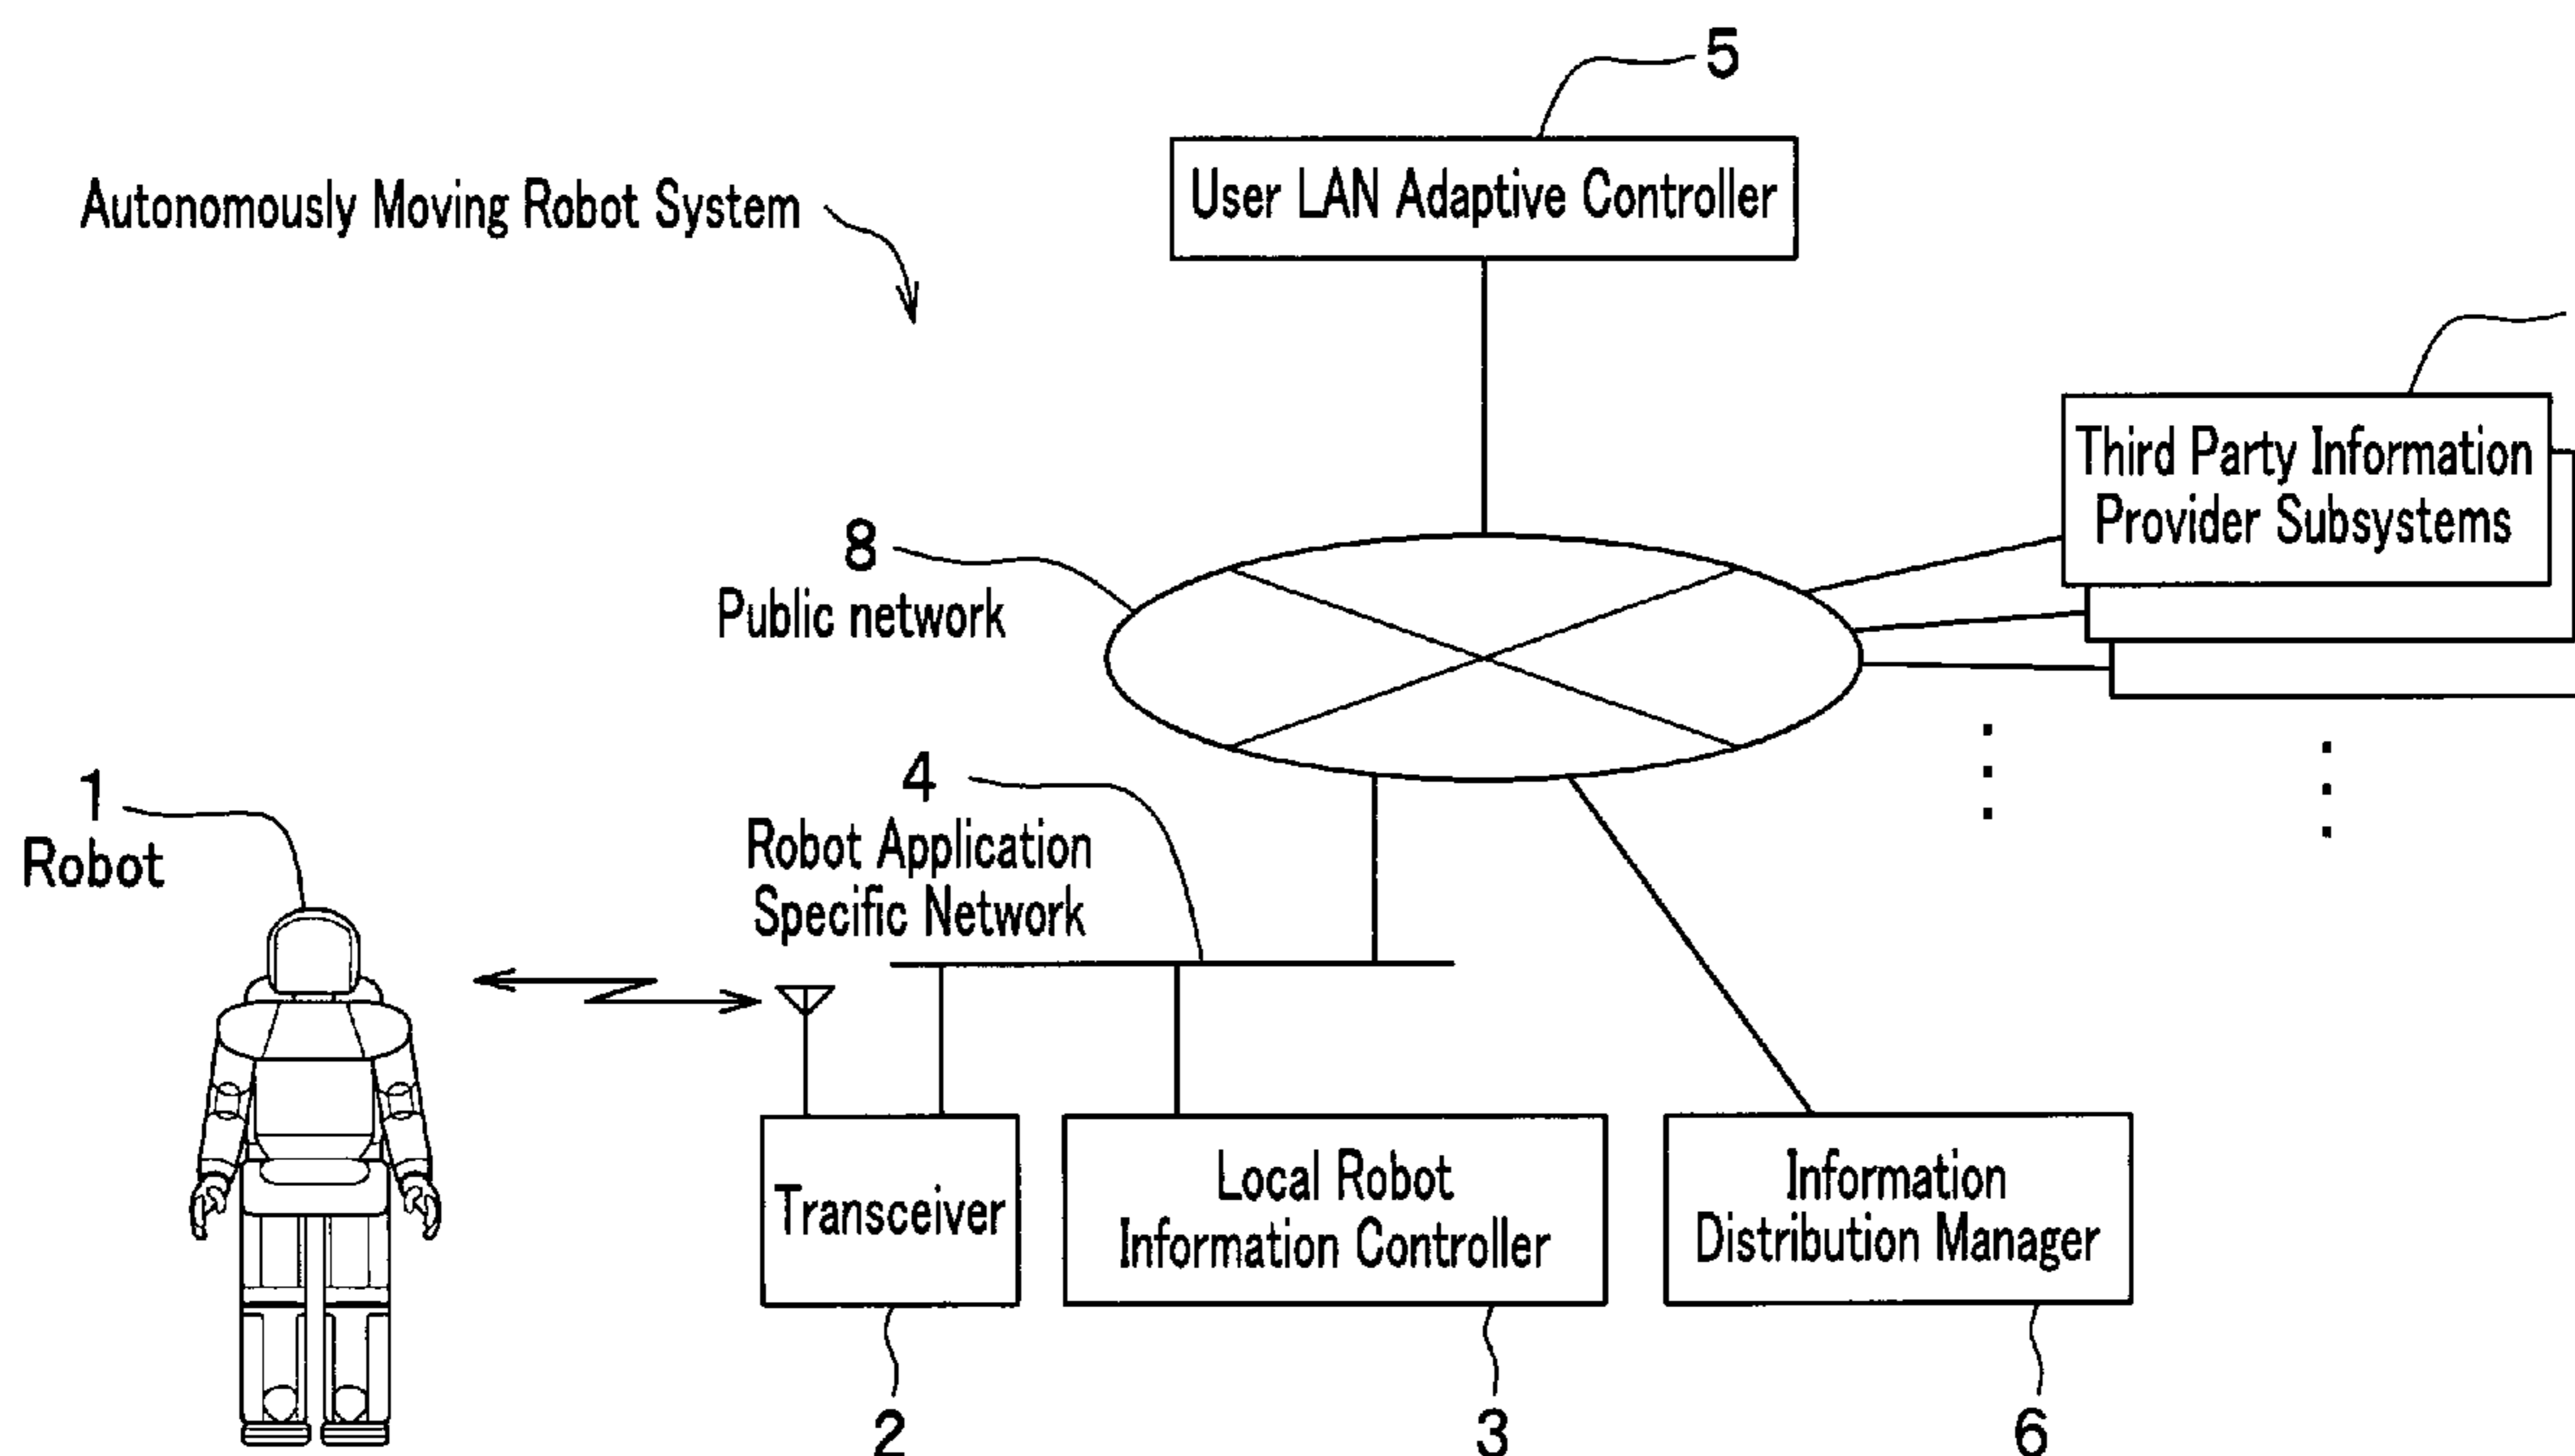 5
User LAN Adaptive Controller
Autonomously Moving Robot System
Third Party Information
Provider Subsystems
8
Public network
4
Robot Application
Specific Network
1
Robot
Transceiver
Local Robot
Information Controller
Information
Distribution Manager
2
3
6